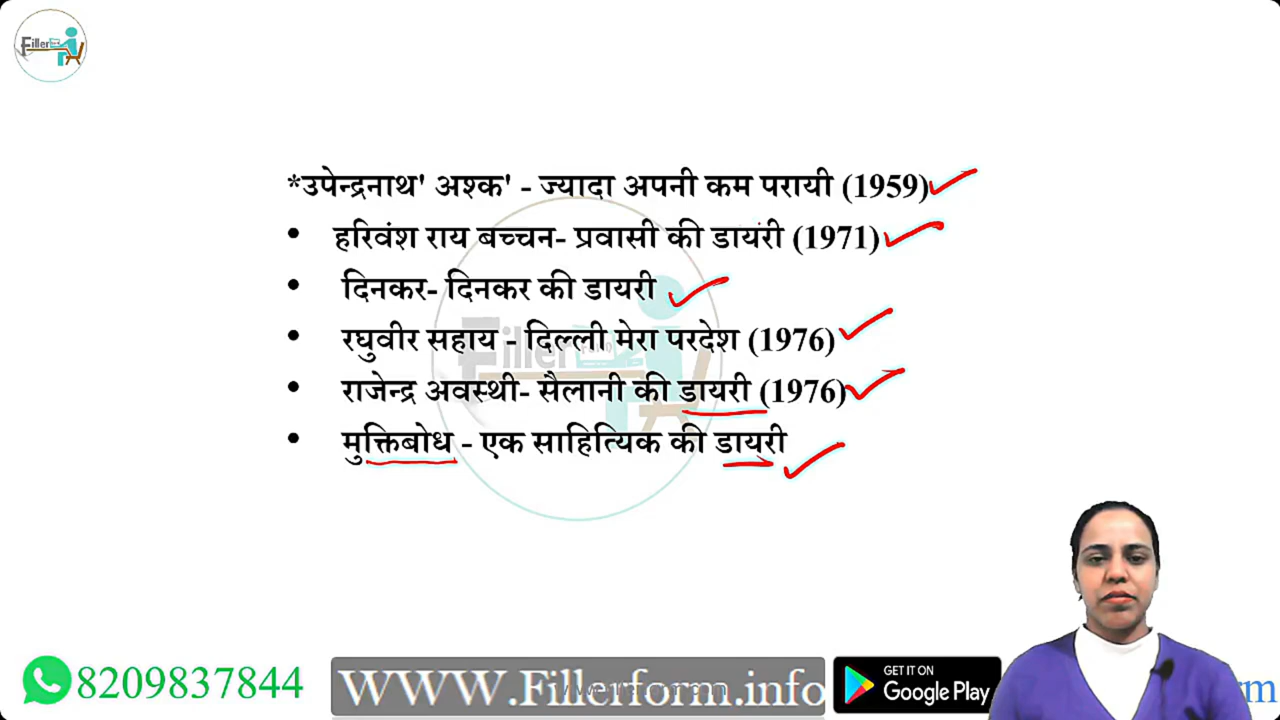 Filler
*उपेन्द्रनाथ' अश्क' - ज्यादा अपनी कम परायी (1959)
• हरिवंश राय बच्चन- प्रवासी की डायरी (1971)
• दिनकर- दिनकर की डायरी
• रघुवीर सहाय - दिल्ली मेरा परदेश (1976)
• राजेन्द्र अवस्थी- सैलानी की डायरी (1976)
• मुक्तिबोध - एक साहित्यिक की डायरी
Filler
8209837844
WWW.Fillerform.info
GET IT ON
Google Play